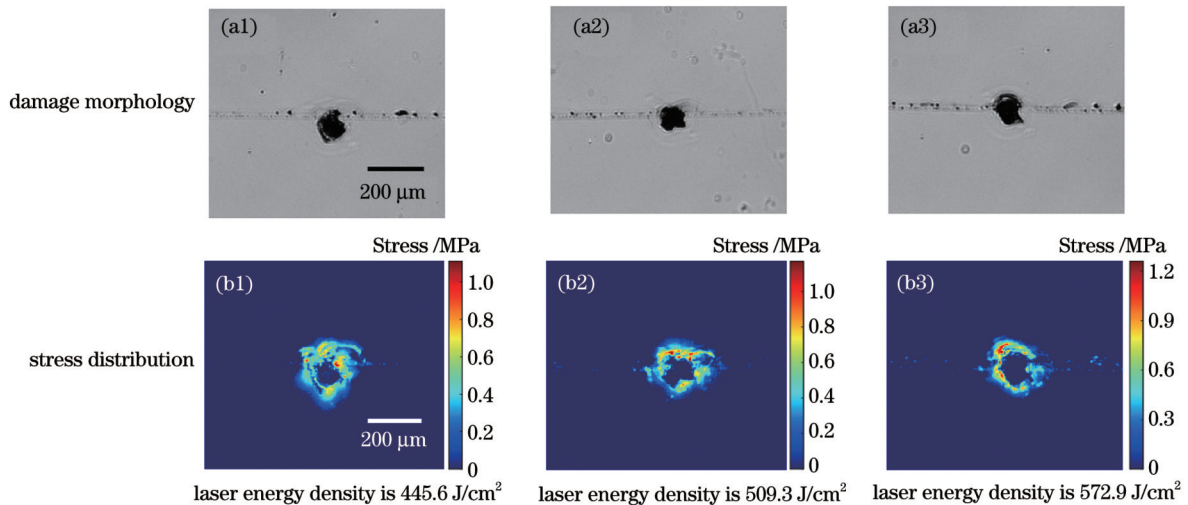 (a1)
(a2)
(a3)
damage morphology
200 μm
Stress /MPa
Stress /MPa
Stress /MPa
(b1)
1.0
0.8
0.6
0.4
0.2
0
(b2)
1.0
0.8
0.6
0.4
0.2
0
(b3)
1.2
0.9
0.6
0.3
0
stress distribution
200 μm
laser energy density is 445.6 J/cm²
laser energy density is 509.3 J/cm²
laser energy density is 572.9 J/cm²